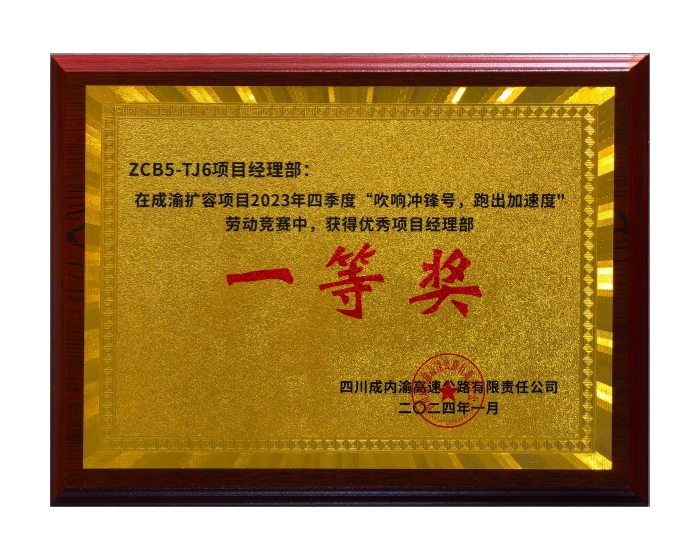 ZCB5-TJ6项目经理部：
在成渝扩容项目2023年四季度“吹响冲锋号，跑出加速度"
劳动竞赛中，获得优秀项目经理部
一等奖
四川成内渝高速公路有限责任公司
二〇二四年一月